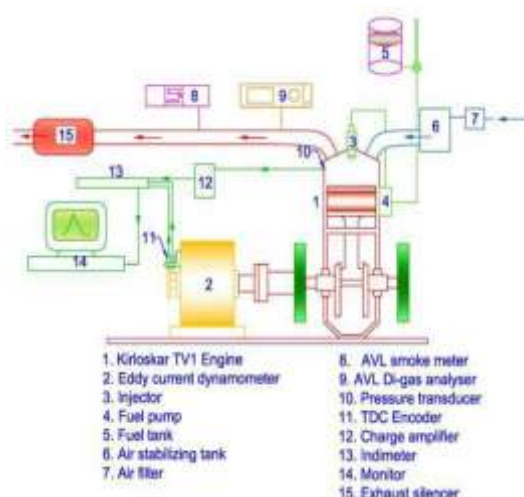 5
8
9
15
6
7
3
10
13
12
1
4
11
14
2
1. Kirloskar TV1 Engine
2. Eddy current dynamometer
3. Injector
4. Fuel pump
5. Fuel tank
6. Air stabilizing tank
7. Air filter
8. AVL smoke meter
9. AVL Di-gas analyser
10. Pressure transducer
11. TDC Encoder
12. Charge amplifier
13. Indimeter
14. Monitor
15. Exhaust silencer